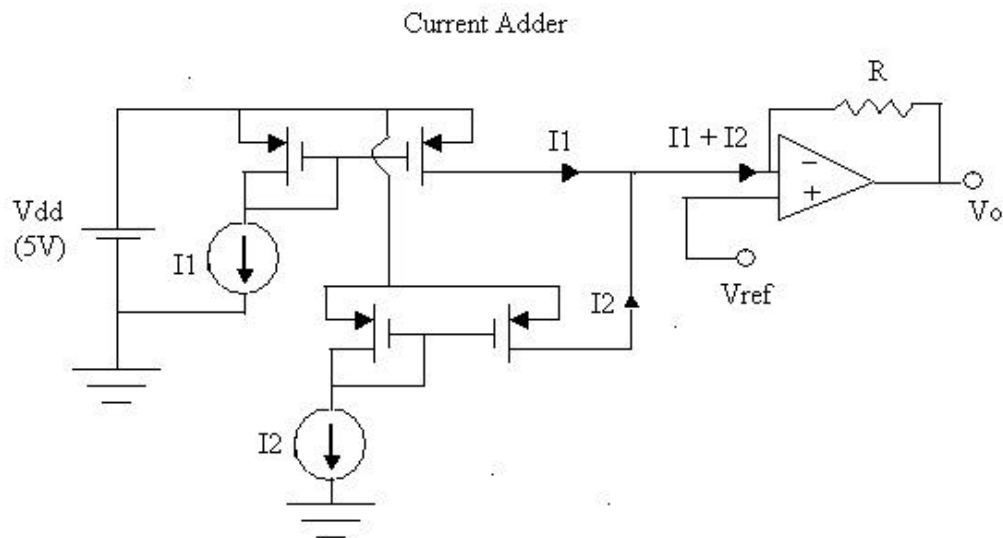 Current Adder
R
I1
I1 + I2
−
+
Vo
Vdd
(5V)
I1
Vref
I2
I2